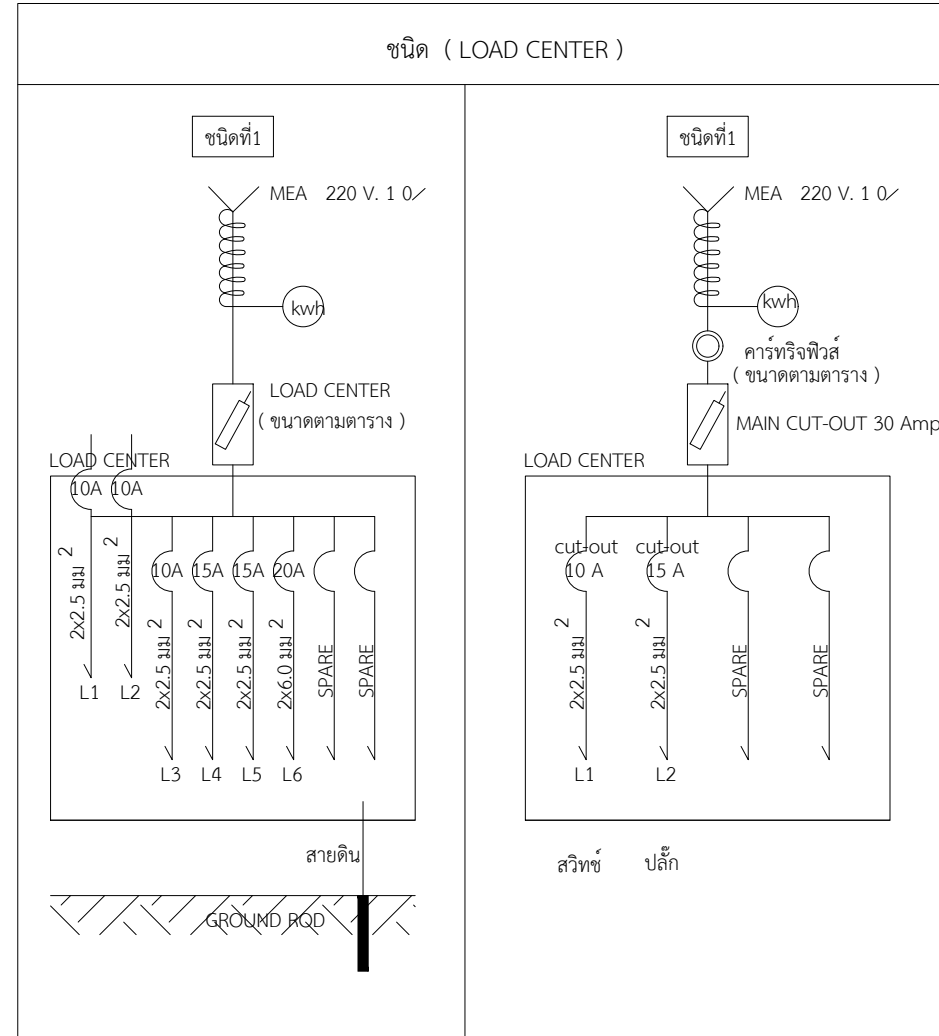 ชนิด ( LOAD CENTER )
ชนิดที่1
MEA 220 V. 1 0/
kwh
LOAD CENTER
( ขนาดตามตาราง )
LOAD CENTER
10A 10A
2x2.5 มม 2
2x2.5 มม 2
L1 L2
10A 15A 15A 20A
2x2.5 มม 2
2x2.5 มม 2
2x2.5 มม 2
2x6.0 มม 2
SPARE
SPARE
L3 L4 L5 L6
สายดิน
GROUND ROD
ชนิดที่1
MEA 220 V. 1 0/
kwh
คาร์ทริจฟิวส์
( ขนาดตามตาราง )
MAIN CUT-OUT 30 Amp
LOAD CENTER
cut-out cut-out
10 A 15 A
2x2.5 มม 2
2x2.5 มม 2
SPARE
SPARE
L1 L2
สวิทช์ ปลั๊ก